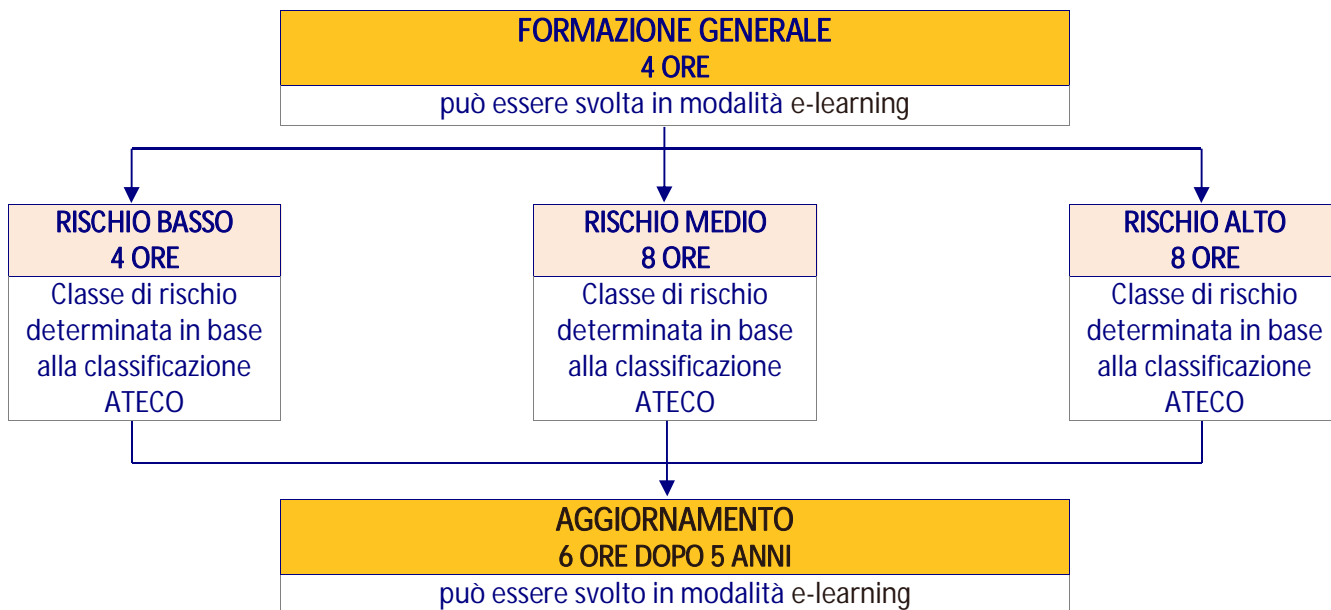 FORMAZIONE GENERALE
4 ORE
può essere svolta in modalità e-learning
RISCHIO BASSO
4 ORE
Classe di rischio
determinata in base
alla classificazione
ATECO
RISCHIO MEDIO
8 ORE
Classe di rischio
determinata in base
alla classificazione
ATECO
RISCHIO ALTO
8 ORE
Classe di rischio
determinata in base
alla classificazione
ATECO
AGGIORNAMENTO
6 ORE DOPO 5 ANNI
può essere svolto in modalità e-learning